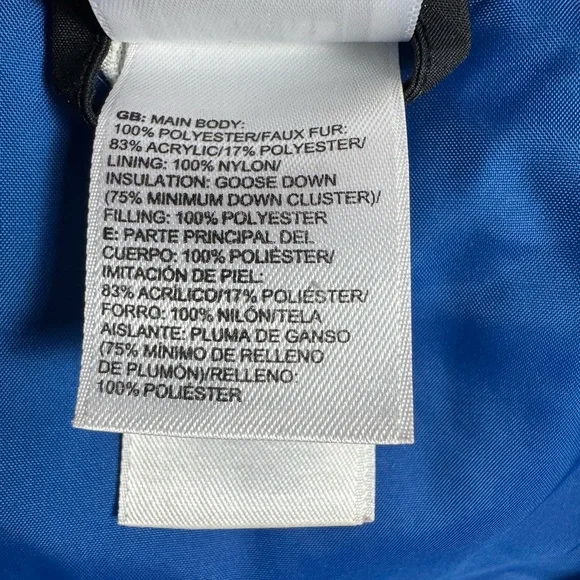 GB: MAIN BODY:
100% POLYESTER/FAUX FUR:
83% ACRYLIC/17% POLYESTER/
LINING: 100% NYLON/
INSULATION: GOOSE DOWN
(75% MINIMUM DOWN CLUSTER)/
FILLING: 100% POLYESTER
E: PARTE PRINCIPAL DEL
CUERPO: 100% POLIÉSTER/
IMITACIÓN DE PIEL:
83% ACRÍLICO/17% POLIÉSTER/
FORRO: 100% NILÓN/TELA
AISLANTE: PLUMA DE GANSO
(75% MÍNIMO DE RELLENO
DE PLUMÓN)/RELLENO:
100% POLIÉSTER